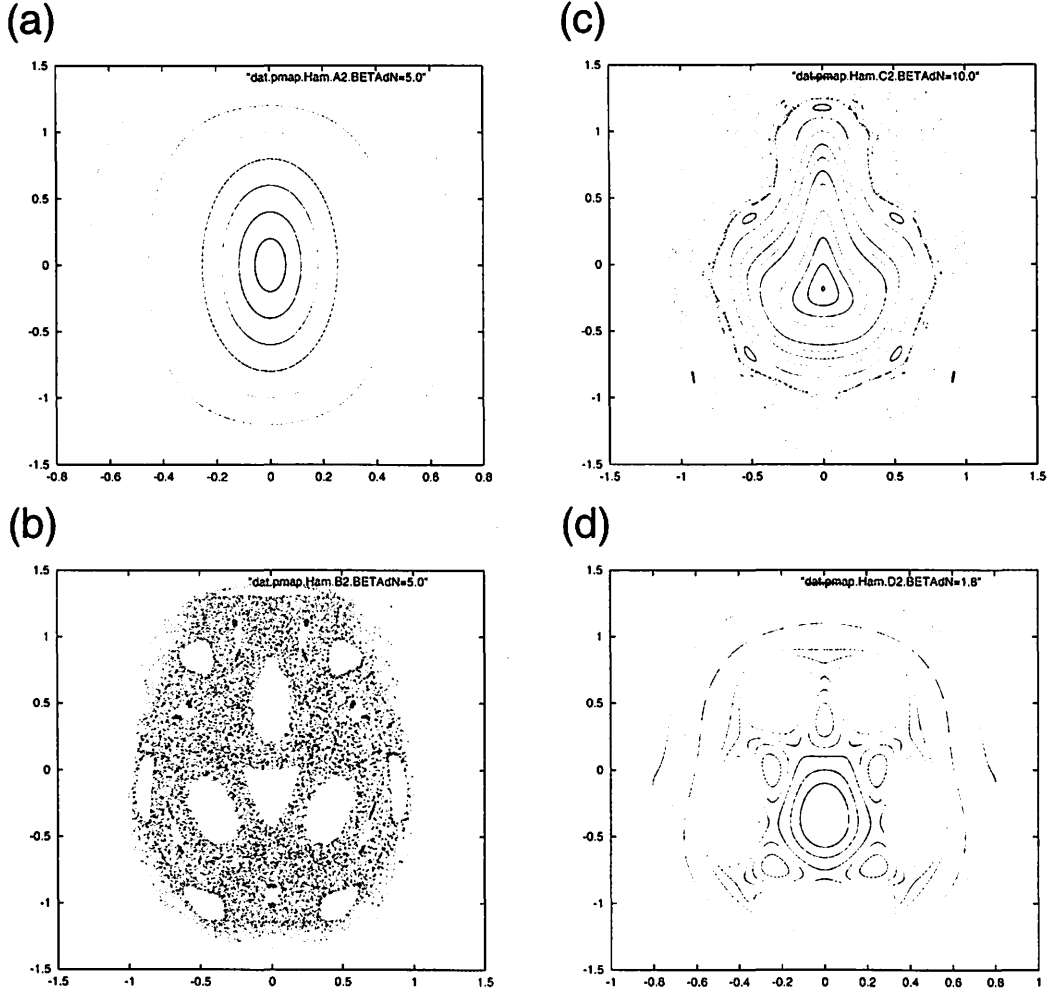 (a)
"dat.pmap.Ham.A2.BETAdN=5.0"
1.5
1
0.5
0
-0.5
-1
-1.5
-0.8 -0.6 -0.4 -0.2 0 0.2 0.4 0.6 0.8
(c)
"dat.pmap.Ham.C2.BETAdN=10.0"
1.5
1
0.5
0
-0.5
-1
-1.5
-1.5 -1 -0.5 0 0.5 1 1.5
(b)
"dat.pmap.Ham.B2.BETAdN=5.0"
1.5
1
0.5
0
-0.5
-1
-1.5
-1.5 -1 -0.5 0 0.5 1 1.5
(d)
"dat.pmap.Ham.D2.BETAdN=1.8"
1.5
1
0.5
0
-0.5
-1
-1.5
-1 -0.8 -0.6 -0.4 -0.2 0 0.2 0.4 0.6 0.8 1